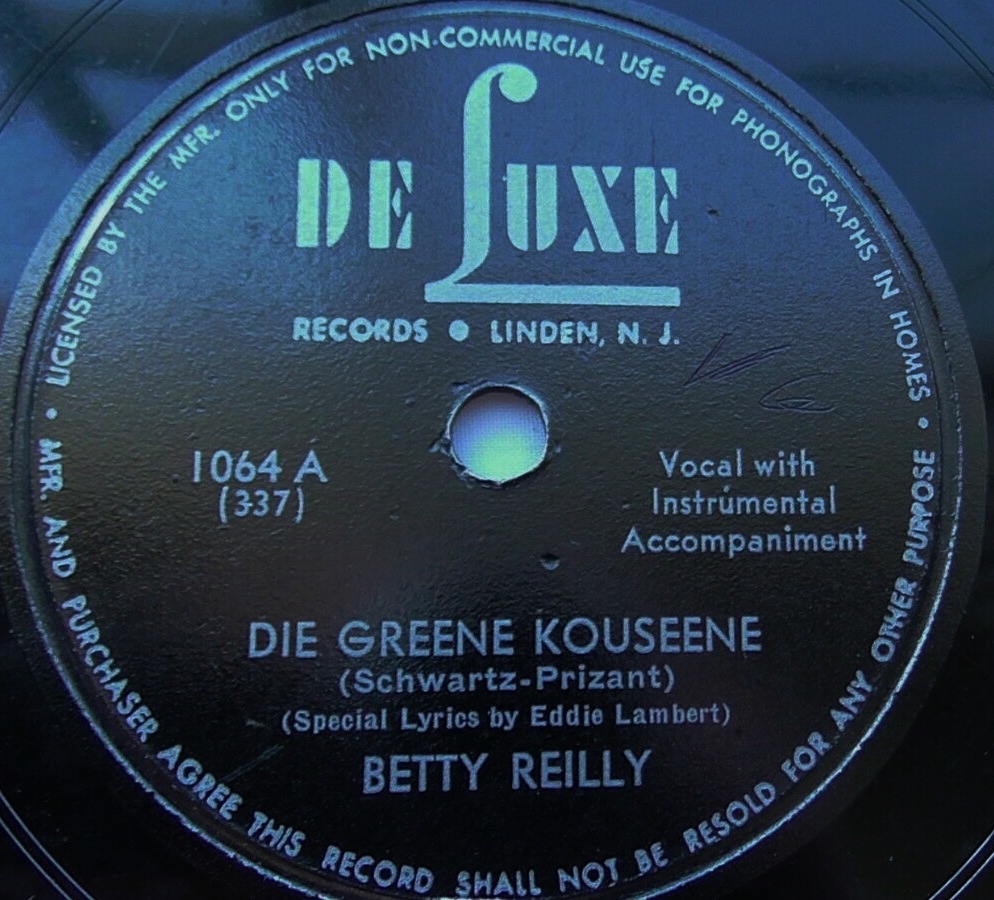 LICENSED BY THE MFR. ONLY FOR NON-COMMERCIAL USE FOR PHONOGRAPHS IN HOMES •
MFR. AND PURCHASER AGREE THIS RECORD SHALL NOT BE RESOLD FOR ANY OTHER PURPOSE •
DE LUXE
RECORDS • LINDEN, N. J.
1064 A
(337)
Vocal with
Instrumental
Accompaniment
DIE GREENE KOUSEENE
(Schwartz-Prizant)
(Special Lyrics by Eddie Lambert)
BETTY REILLY